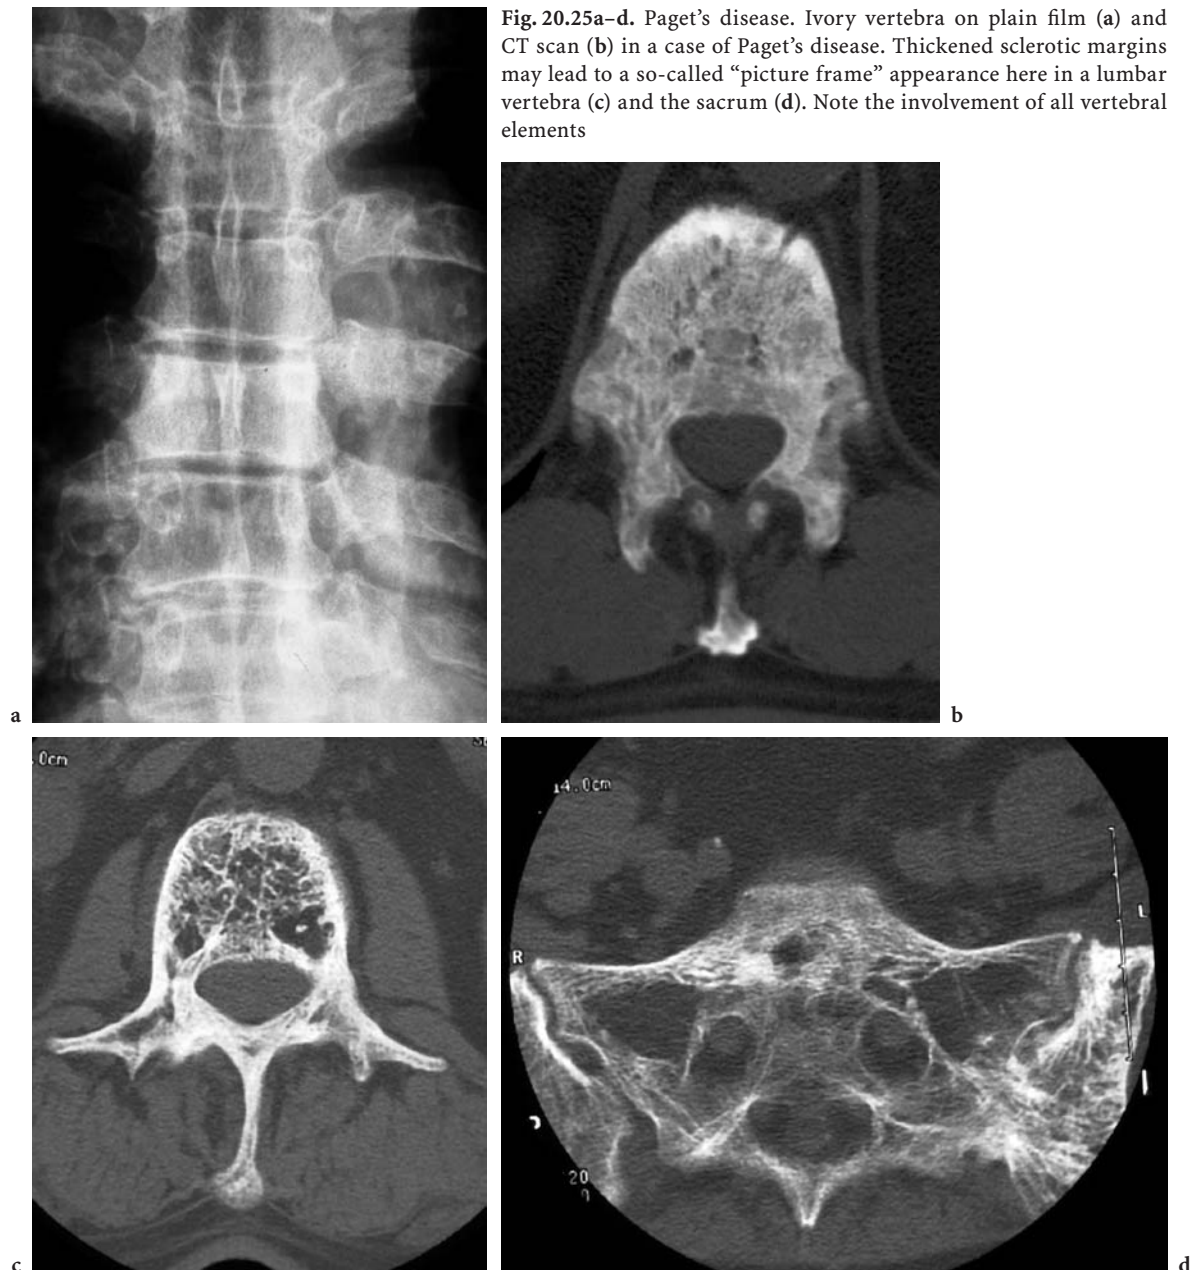 Fig. 20.25a–d. Paget’s disease. Ivory vertebra on plain film (a) and
CT scan (b) in a case of Paget’s disease. Thickened sclerotic margins
may lead to a so-called “picture frame” appearance here in a lumbar
vertebra (c) and the sacrum (d). Note the involvement of all vertebral
elements
a
b
.0cm
14.0cm
R
L
20
c
d